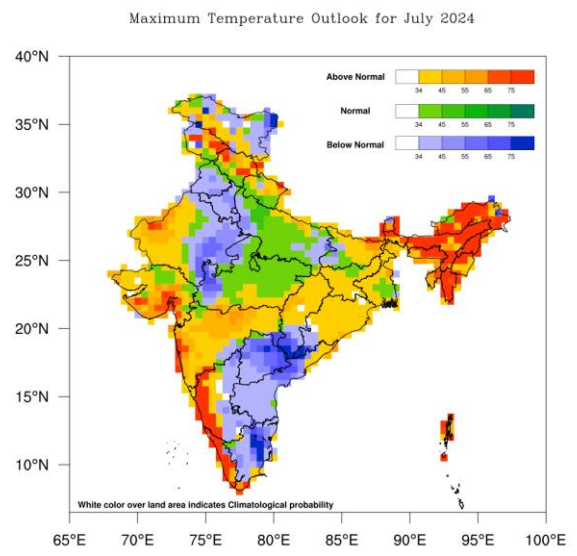 Maximum Temperature Outlook for July 2024
40°N
35°N
30°N
25°N
20°N
15°N
10°N
Above Normal
34 45 55 65 75
Normal
34 45 55 65 75
Below Normal
34 45 55 65 75
White color over land area indicates Climatological probability
65°E 70°E 75°E 80°E 85°E 90°E 95°E 100°E